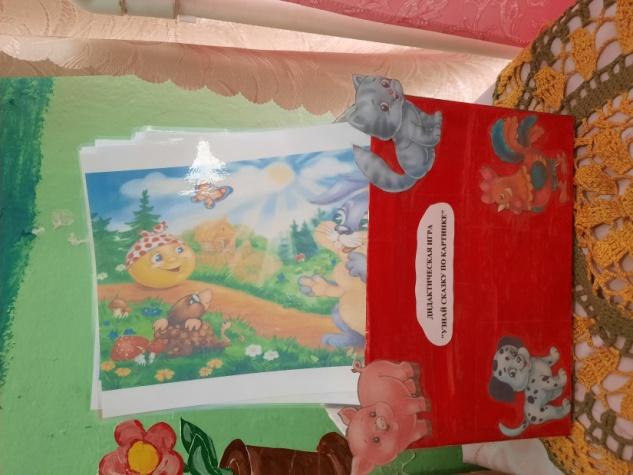 ДИДАКТИЧЕСКАЯ ИГРА
"УЗНАЙ СКАЗКУ ПО КАРТИНКЕ"